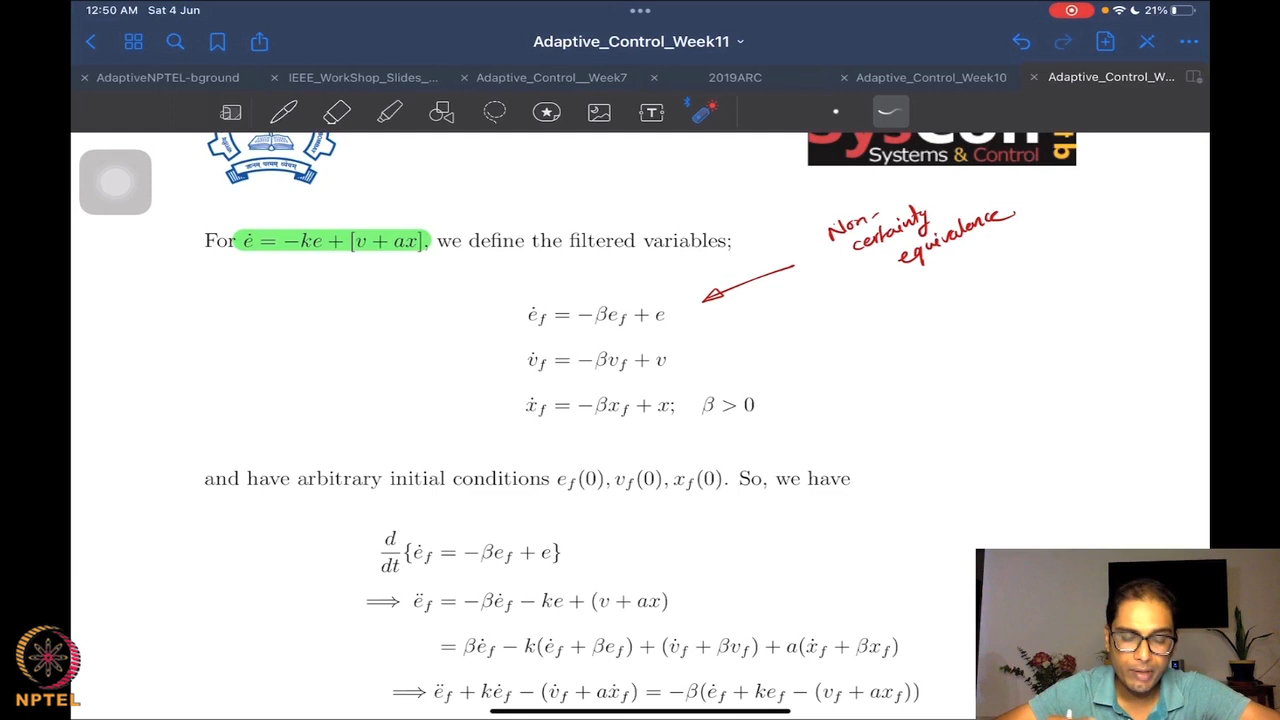 12:50 AM Sat 4 Jun
21%
Adaptive_Control_Week11
AdaptiveNPTEL-bground
IEEE_WorkShop_Slides_...
Adaptive_Control__Week7
2019ARC
Adaptive_Control_Week10
Adaptive_Control_W...
Systems & Control
For ė = −ke + [v + ax], we define the filtered variables;
Non-
certainty
equivalence
ė_f = −βe_f + e
v̇_f = −βv_f + v
ẋ_f = −βx_f + x; β > 0
and have arbitrary initial conditions e_f(0), v_f(0), x_f(0). So, we have
d/dt {ė_f = −βe_f + e}
⟹ ë_f = −βė_f − ke + (v + ax)
= βė_f − k(ė_f + βe_f) + (v̇_f + βv_f) + a(ẋ_f + βx_f)
⟹ ë_f + kė_f − (v̇_f + aẋ_f) = −β(ė_f + ke_f − (v_f + ax_f))
NPTEL